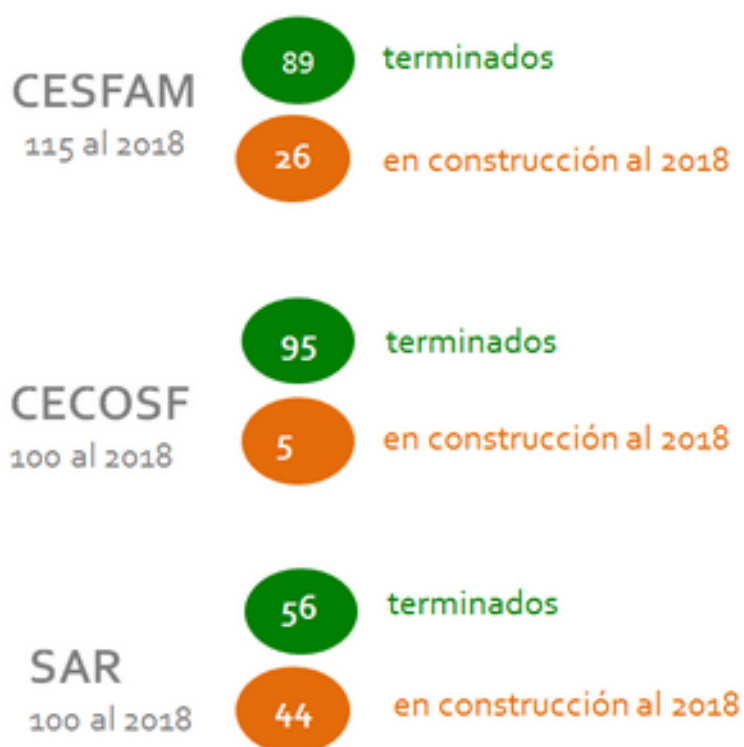 CESFAM
115 al 2018
89
terminados
26
en construcción al 2018
CECOSF
100 al 2018
95
terminados
5
en construcción al 2018
SAR
100 al 2018
56
terminados
44
en construcción al 2018